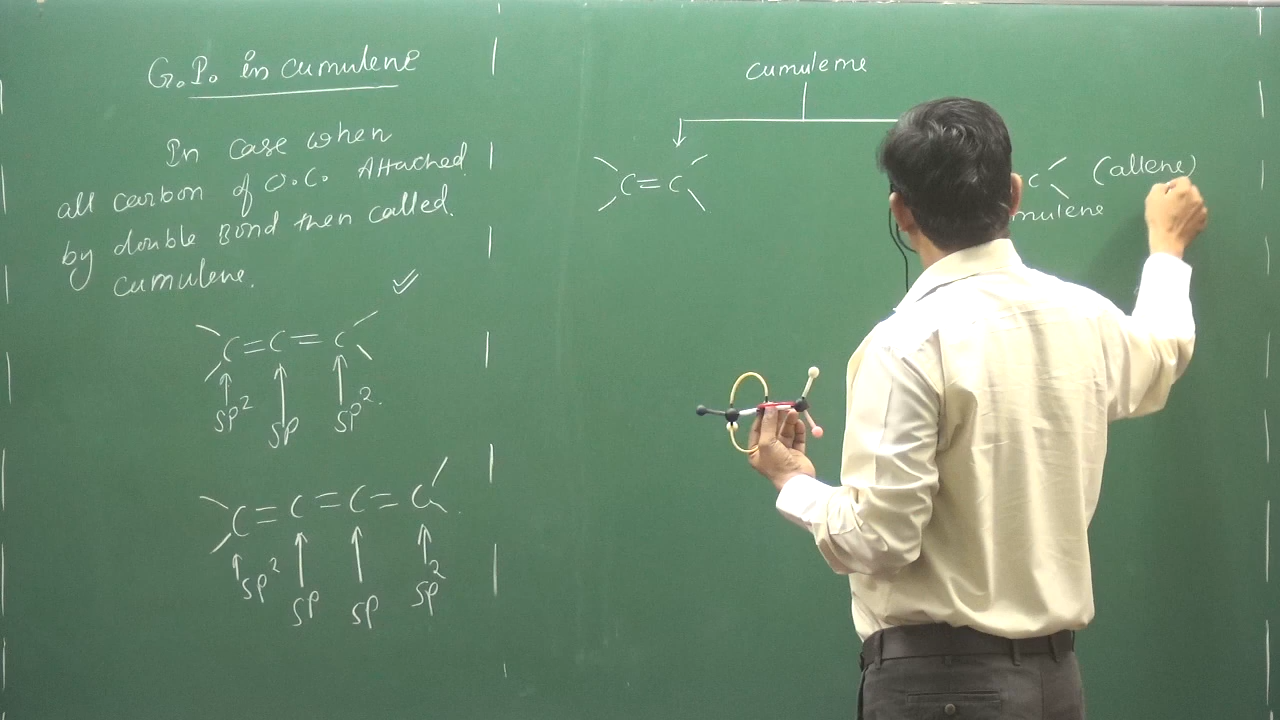 G.P. in cumulene
In case when
all carbon of O.C. Attached
by double Bond then called.
cumulene.
C=C=C
sp² sp sp².
C=C=C=C
sp² sp sp sp²
cumulene
C=C
C (allene)
mulene